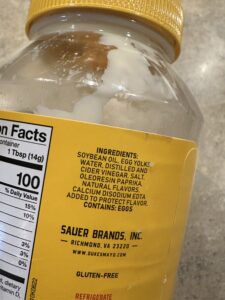 on Facts
container
1 Tbsp (14g)
100
% Daily Value
15%
10%
3%
0%
0%
INGREDIENTS:
SOYBEAN OIL, EGG YOLKS,
WATER, DISTILLED AND
CIDER VINEGAR, SALT,
OLEORESIN PAPRIKA,
NATURAL FLAVORS,
CALCIUM DISODIUM EDTA
ADDED TO PROTECT FLAVOR.
CONTAINS: EGGS
SAUER BRANDS, INC.
RICHMOND, VA 23220
WWW.DUKESMAYO.COM
GLUTEN-FREE
REFRIGERATE